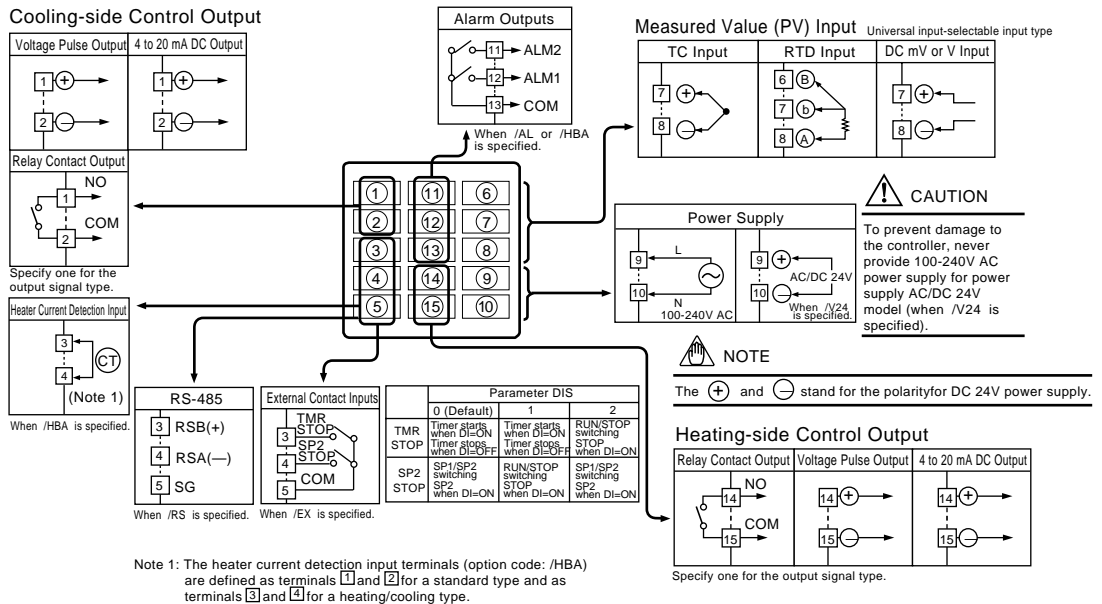 Cooling-side Control Output
Voltage Pulse Output 4 to 20 mA DC Output
1 + 1 +
2 − 2 −
Relay Contact Output
NO
1
COM
2
Specify one for the
output signal type.
Heater Current Detection Input
3
CT
4
(Note 1)
When /HBA is specified.
Alarm Outputs
11 ALM2
12 ALM1
13 COM
When /AL or /HBA
is specified.
1 11 6
2 12 7
3 13 8
4 14 9
5 15 10
Measured Value (PV) Input Universal input-selectable input type
TC Input RTD Input DC mV or V Input
7 +
8 −
6 B
7 b
8 A
7 +
8 −
Power Supply
9 L
10 N
100-240V AC
9 +
AC/DC 24V
10 −
When /V24
is specified.
! CAUTION
To prevent damage to
the controller, never
provide 100-240V AC
power supply for power
supply AC/DC 24V
model (when /V24 is
specified).
NOTE
The + and − stand for the polarityfor DC 24V power supply.
RS-485
3 RSB(+)
4 RSA(—)
5 SG
When /RS is specified.
External Contact Inputs
TMR
3 STOP
SP2
4 STOP
COM
5
When /EX is specified.
Parameter DIS
0 (Default) 1 2
TMR STOP
Timer starts when DI=ON Timer stops when DI=OFF
Timer starts when DI=ON Timer stops when DI=OFF
RUN/STOP switching STOP when DI=ON
SP2 STOP
SP1/SP2 switching SP2 when DI=ON
RUN/STOP switching STOP when DI=ON
SP1/SP2 switching SP2 when DI=ON
Heating-side Control Output
Relay Contact Output Voltage Pulse Output 4 to 20 mA DC Output
NO
14
COM
15
14 +
15 −
14 +
15 −
Specify one for the output signal type.
Note 1: The heater current detection input terminals (option code: /HBA)
are defined as terminals 1 and 2 for a standard type and as
terminals 3 and 4 for a heating/cooling type.